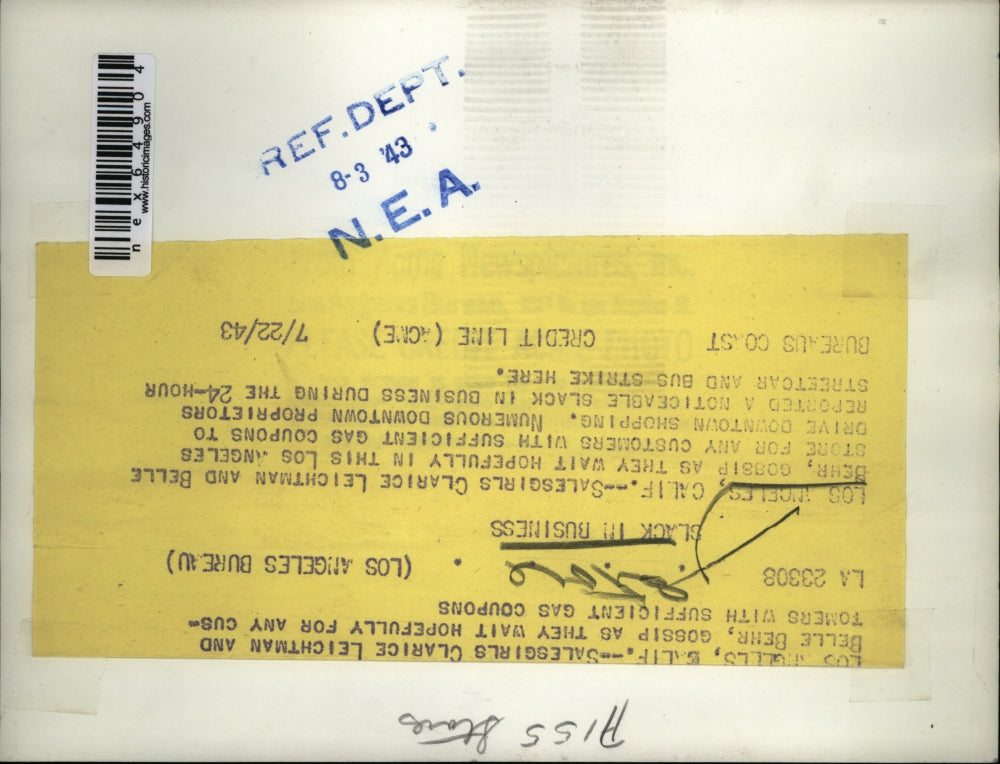 REF. DEPT.
8-3 '43
N.E.A.
n e x 6 4 9 0 4
www.historicimages.com
A155 Store
LOS ANGELES, CALIF.--SALESGIRLS CLARICE LEICHTMAN AND
BELLE BEHR, GOSSIP AS THEY WAIT HOPEFULLY FOR ANY CUS-
TOMERS WITH SUFFICIENT GAS COUPONS
LA 23308 Store (LOS ANGELES BUREAU)
SLACK IN BUSINESS
LOS ANGELES, CALIF.--SALESGIRLS CLARICE LEICHTMAN AND BELLE
BEHR, GOSSIP AS THEY WAIT HOPEFULLY IN THIS LOS ANGELES
STORE FOR ANY CUSTOMERS WITH SUFFICIENT GAS COUPONS TO
DRIVE DOWNTOWN SHOPPING. NUMEROUS DOWNTOWN PROPRIETORS
REPORTED A NOTICEABLE SLACK IN BUSINESS DURING THE 24-HOUR
STREETCAR AND BUS STRIKE HERE.
BUREAUS COAST CREDIT LINE (ACME) 7/22/43